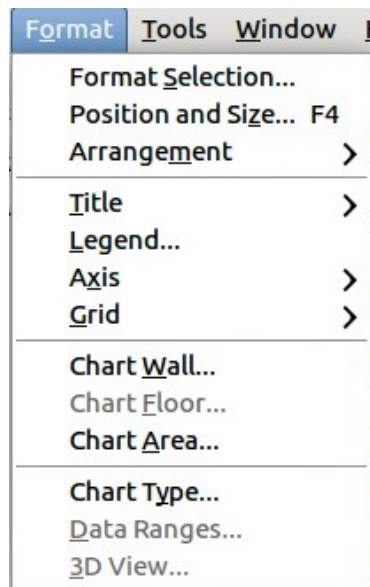 Format Tools Window
Format Selection...
Position and Size... F4
Arrangement
Title
Legend...
Axis
Grid
Chart Wall...
Chart Floor...
Chart Area...
Chart Type...
Data Ranges...
3D View...